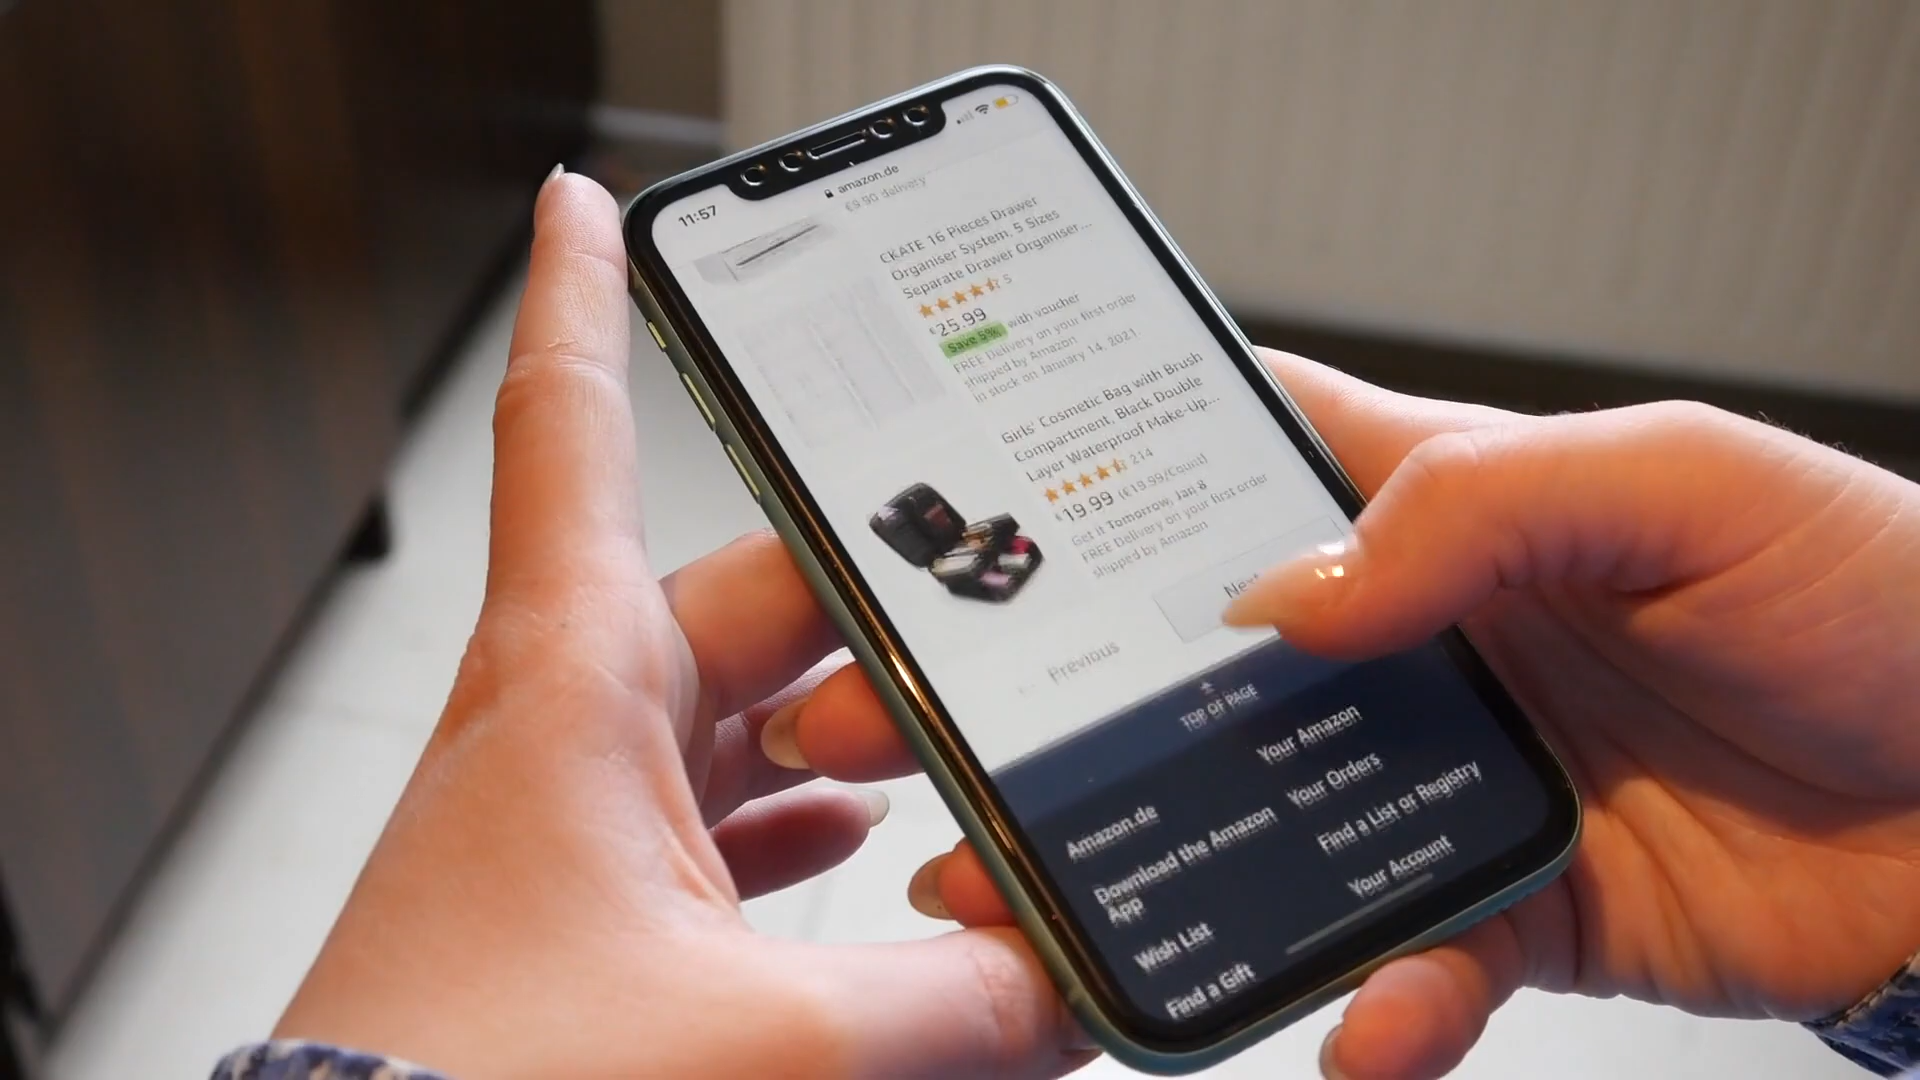 11:57
amazon.de
€9.90 delivery
CKATE 16 Pieces Drawer
Organiser System, 5 Sizes
Separate Drawer Organiser...
5
€25.99
Save 5% with voucher
FREE Delivery on your first order
shipped by Amazon
In stock on January 14, 2021.
Girls' Cosmetic Bag with Brush
Compartment, Black Double
Layer Waterproof Make-Up...
214
€19.99 (€19.99/Count)
Get it Tomorrow, Jan 8
FREE Delivery on your first order
shipped by Amazon
← Previous
Next
TOP OF PAGE
Amazon.de
Your Amazon
Download the Amazon
App
Your Orders
Wish List
Find a List or Registry
Find a Gift
Your Account